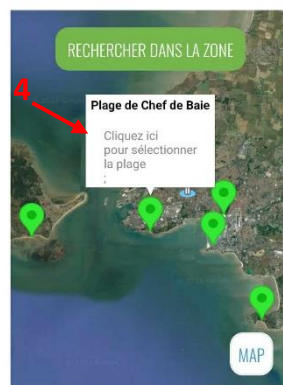 RECHERCHER DANS LA ZONE
4
Plage de Chef de Baie
Cliquez ici
pour sélectionner
la plage
;
MAP